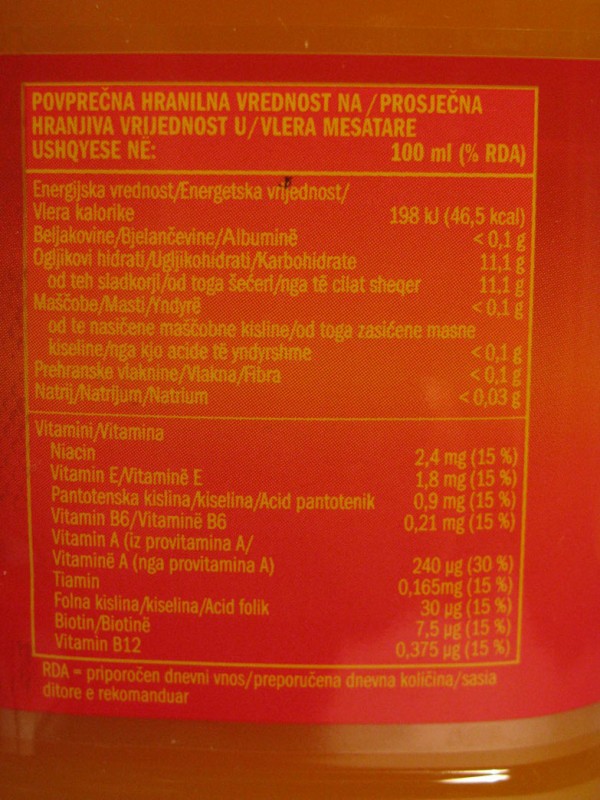 POVPREČNA HRANILNA VREDNOST NA / PROSJEČNA
HRANJIVA VRIJEDNOST U/VLERA MESATARE
USHQYESE NË: 100 ml (% RDA)
Energijska vrednost/Energetska vrijednost/
Vlera kalorike 198 kJ (46,5 kcal)
Beljakovine/Bjelančevine/Albuminë < 0,1 g
Ogljikovi hidrati/Ugljikohidrati/Karbohidrate 11,1 g
od teh sladkorji/od toga šećeri/nga të cilat sheqer 11,1 g
Maščobe/Masti/Yndyrë < 0,1 g
od te nasičene maščobne kisline/od toga zasićene masne
kiseline/nga kjo acide të yndyrshme < 0,1 g
Prehranske vlaknine/Vlakna/Fibra < 0,1 g
Natrij/Natrijum/Natrium < 0,03 g
Vitamini/Vitamina
Niacin 2,4 mg (15 %)
Vitamin E/Vitaminë E 1,8 mg (15 %)
Pantotenska kislina/kiselina/Acid pantotenik 0,9 mg (15 %)
Vitamin B6/Vitaminë B6 0,21 mg (15 %)
Vitamin A (iz provitamina A/
Vitaminë A (nga provitamina A) 240 µg (30 %)
Tiamin 0,165mg (15 %)
Folna kislina/kiselina/Acid folik 30 µg (15 %)
Biotin/Biotinë 7,5 µg (15 %)
Vitamin B12 0,375 µg (15 %)
RDA = priporočen dnevni vnos/preporučena dnevna količina/sasia
ditore e rekomanduar